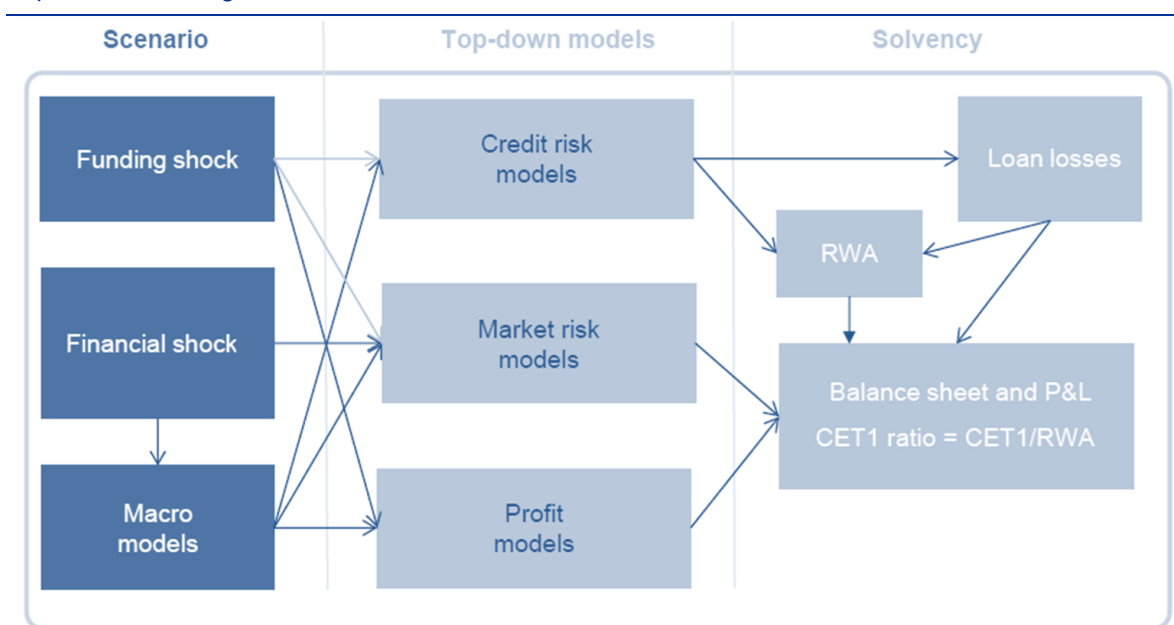 Scenario
Top-down models
Solvency
Funding shock
Credit risk
models
Loan losses
RWA
Financial shock
Market risk
models
Balance sheet and P&L
CET1 ratio = CET1/RWA
Macro
models
Profit
models